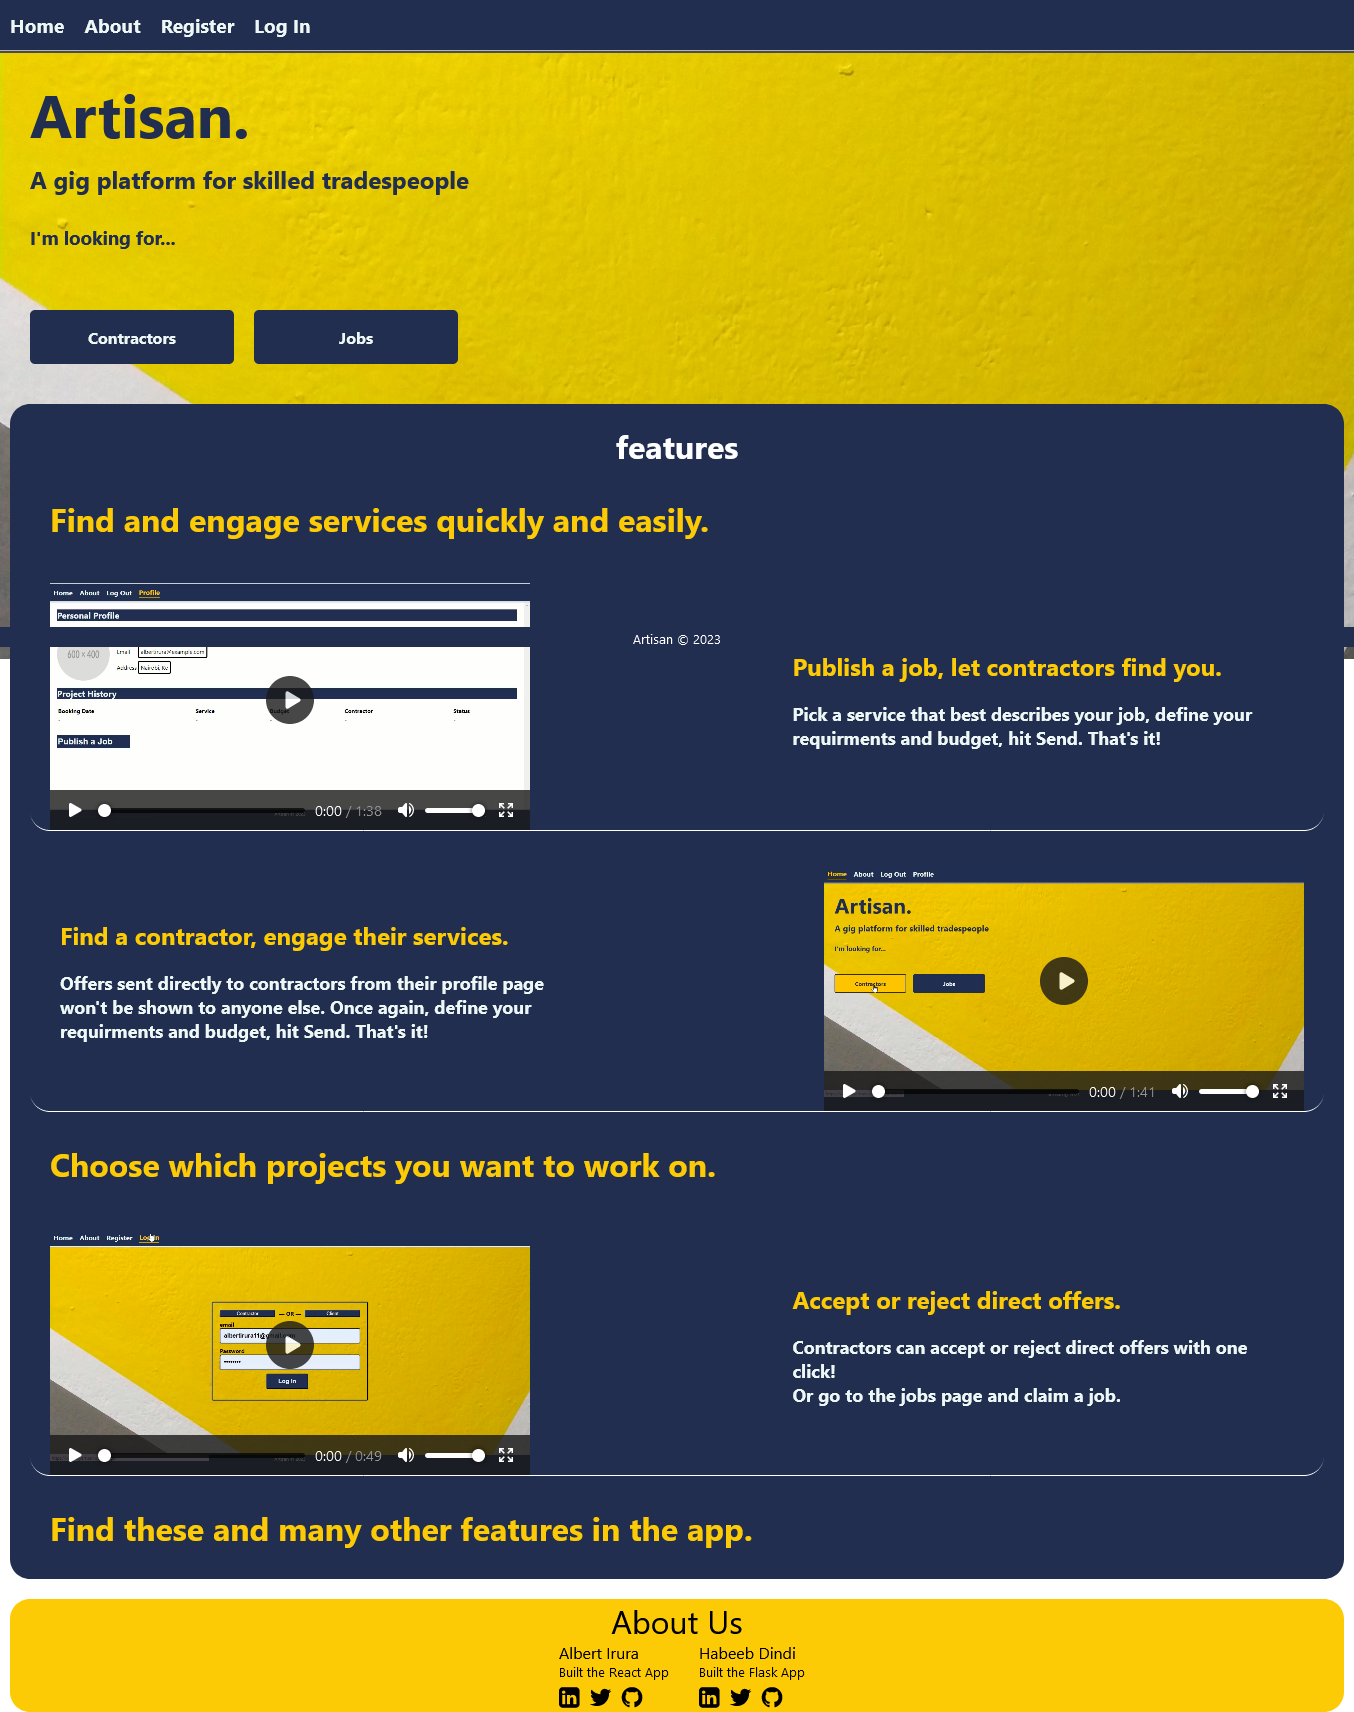 Home About Register Log In
Artisan.
A gig platform for skilled tradespeople
I'm looking for...
Contractors Jobs
features
Find and engage services quickly and easily.
Home About Log Out Profile
Personal Profile
Artisan © 2023
600 × 400
Email albertirura@example.com
Address Nairobi, Ke
Project History
Booking Date Service Budget Contractor Status
- - - - -
Publish a Job
0:00 / 1:38
Publish a job, let contractors find you.
Pick a service that best describes your job, define your
requirments and budget, hit Send. That's it!
Find a contractor, engage their services.
Offers sent directly to contractors from their profile page
won't be shown to anyone else. Once again, define your
requirments and budget, hit Send. That's it!
Home About Log Out Profile
Artisan.
A gig platform for skilled tradespeople
I'm looking for...
Contractors Jobs
0:00 / 1:41
Choose which projects you want to work on.
Home About Register Log In
Contractor — OR — Client
email
Password
••••••••
Log In
0:00 / 0:49
Accept or reject direct offers.
Contractors can accept or reject direct offers with one
click!
Or go to the jobs page and claim a job.
Find these and many other features in the app.
About Us
Albert Irura Habeeb Dindi
Built the React App Built the Flask App